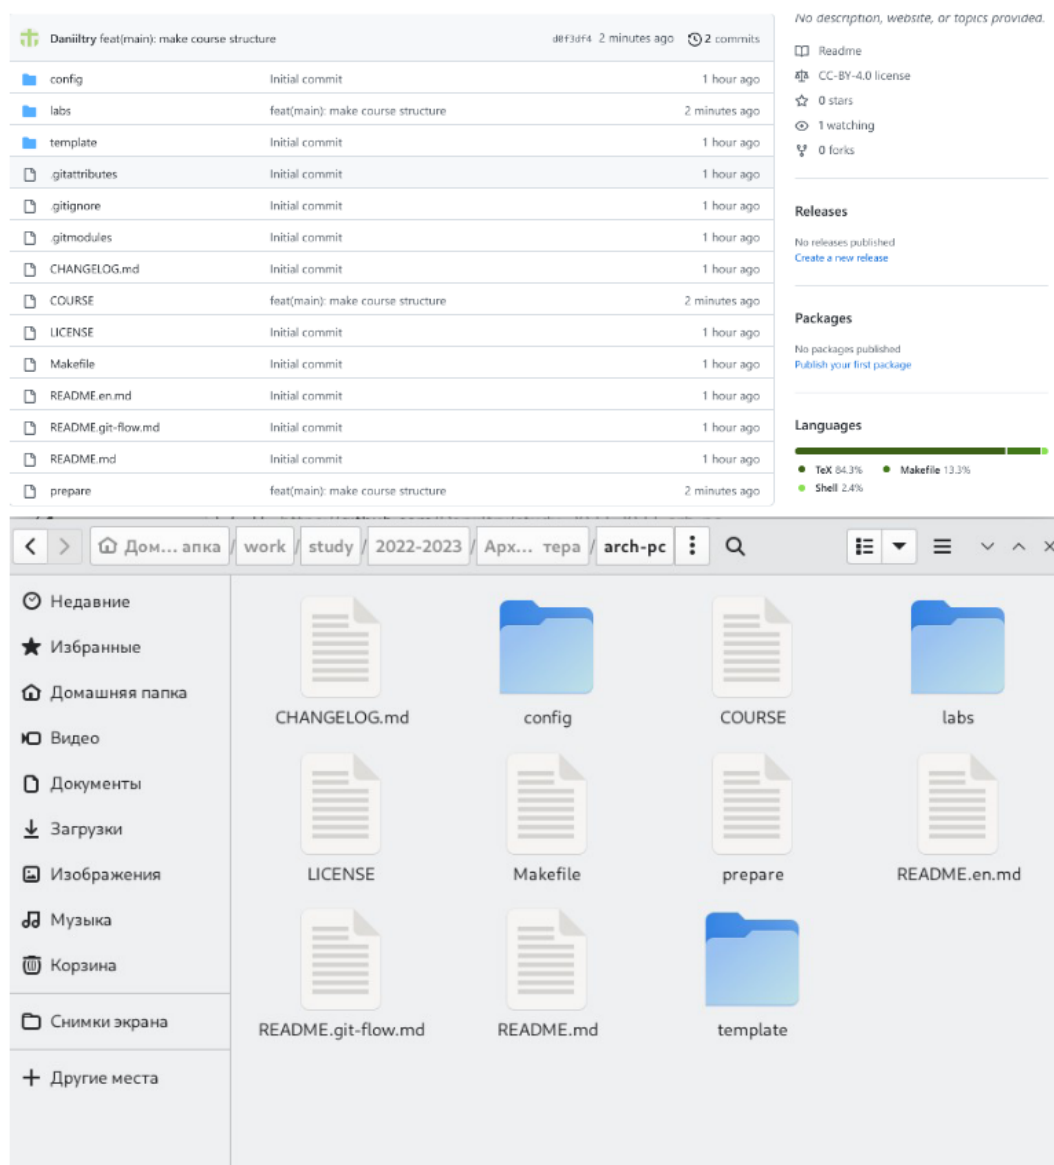 No description, website, or topics provided.
Daniiltry feat(main): make course structure d8f3df4 2 minutes ago 2 commits
config Initial commit 1 hour ago
labs feat(main): make course structure 2 minutes ago
template Initial commit 1 hour ago
.gitattributes Initial commit 1 hour ago
.gitignore Initial commit 1 hour ago
.gitmodules Initial commit 1 hour ago
CHANGELOG.md Initial commit 1 hour ago
COURSE feat(main): make course structure 2 minutes ago
LICENSE Initial commit 1 hour ago
Makefile Initial commit 1 hour ago
README.en.md Initial commit 1 hour ago
README.git-flow.md Initial commit 1 hour ago
README.md Initial commit 1 hour ago
prepare feat(main): make course structure 2 minutes ago
Readme
CC-BY-4.0 license
0 stars
1 watching
0 forks
Releases
No releases published
Create a new release
Packages
No packages published
Publish your first package
Languages
TeX 84.3% Makefile 13.3%
Shell 2.4%
Дом... апка / work / study / 2022-2023 / Арх... тера / arch-pc
Недавние
Избранные
Домашняя папка
Видео
Документы
Загрузки
Изображения
Музыка
Корзина
Снимки экрана
Другие места
CHANGELOG.md config COURSE labs
LICENSE Makefile prepare README.en.md
README.git-flow.md README.md template